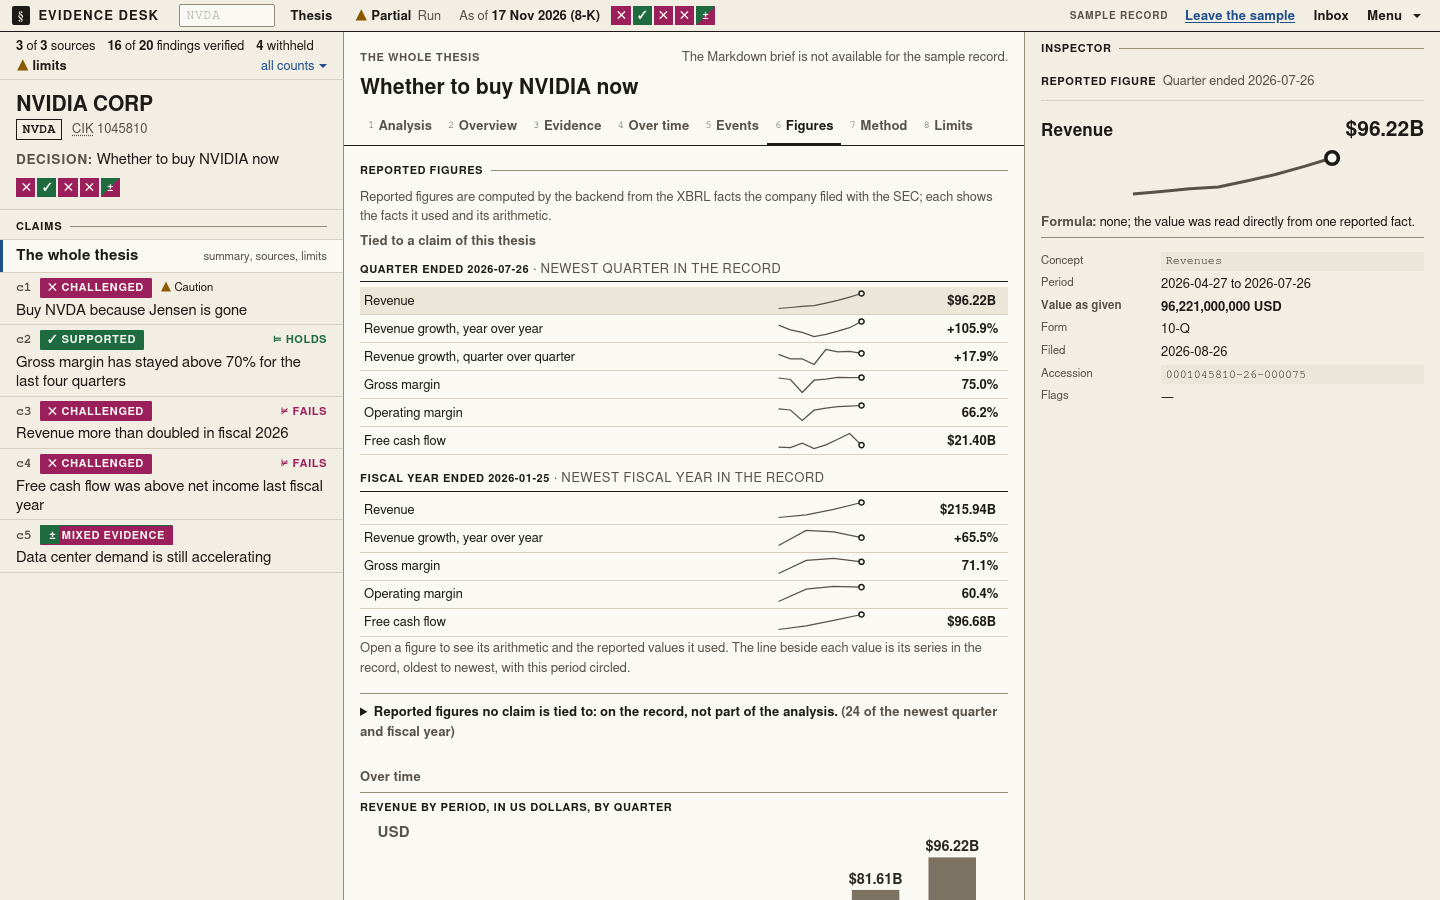 § EVIDENCE DESK NVDA Thesis Partial Run As of 17 Nov 2026 (8-K) ✕ ✓ ✕ ✕ ± SAMPLE RECORD Leave the sample Inbox Menu
3 of 3 sources 16 of 20 findings verified 4 withheld
limits all counts
NVIDIA CORP
NVDA CIK 1045810
DECISION: Whether to buy NVIDIA now
✕ ✓ ✕ ✕ ±
CLAIMS
The whole thesis summary, sources, limits
c1 ✕ CHALLENGED Caution
Buy NVDA because Jensen is gone
c2 ✓ SUPPORTED ⊨ HOLDS
Gross margin has stayed above 70% for the
last four quarters
c3 ✕ CHALLENGED ⊭ FAILS
Revenue more than doubled in fiscal 2026
c4 ✕ CHALLENGED ⊭ FAILS
Free cash flow was above net income last fiscal
year
c5 ± MIXED EVIDENCE
Data center demand is still accelerating
THE WHOLE THESIS The Markdown brief is not available for the sample record.
Whether to buy NVIDIA now
1 Analysis 2 Overview 3 Evidence 4 Over time 5 Events 6 Figures 7 Method 8 Limits
REPORTED FIGURES
Reported figures are computed by the backend from the XBRL facts the company filed with the SEC; each shows
the facts it used and its arithmetic.
Tied to a claim of this thesis
QUARTER ENDED 2026-07-26 · NEWEST QUARTER IN THE RECORD
Revenue $96.22B
Revenue growth, year over year +105.9%
Revenue growth, quarter over quarter +17.9%
Gross margin 75.0%
Operating margin 66.2%
Free cash flow $21.40B
FISCAL YEAR ENDED 2026-01-25 · NEWEST FISCAL YEAR IN THE RECORD
Revenue $215.94B
Revenue growth, year over year +65.5%
Gross margin 71.1%
Operating margin 60.4%
Free cash flow $96.68B
Open a figure to see its arithmetic and the reported values it used. The line beside each value is its series in the
record, oldest to newest, with this period circled.
Reported figures no claim is tied to: on the record, not part of the analysis. (24 of the newest quarter
and fiscal year)
Over time
REVENUE BY PERIOD, IN US DOLLARS, BY QUARTER
USD
$96.22B
$81.61B
INSPECTOR
REPORTED FIGURE Quarter ended 2026-07-26
Revenue $96.22B
Formula: none; the value was read directly from one reported fact.
Concept Revenues
Period 2026-04-27 to 2026-07-26
Value as given 96,221,000,000 USD
Form 10-Q
Filed 2026-08-26
Accession 0001045810-26-000075
Flags —